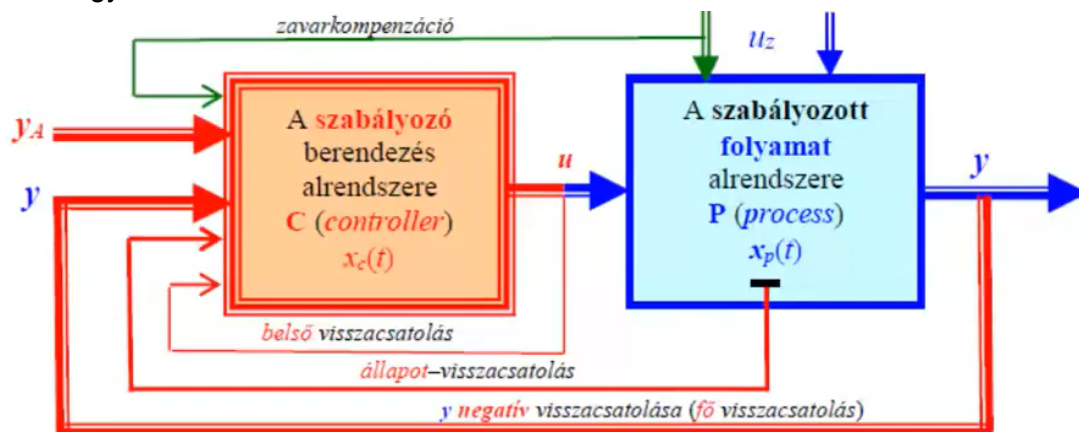 zavarkompenzáció
u_z
y_A
A szabályozó
berendezés
alrendszere
C (controller)
x_c(t)
y
u
A szabályozott
folyamat
alrendszere
P (process)
x_p(t)
y
belső visszacsatolás
állapot–visszacsatolás
y negatív visszacsatolása (fő visszacsatolás)